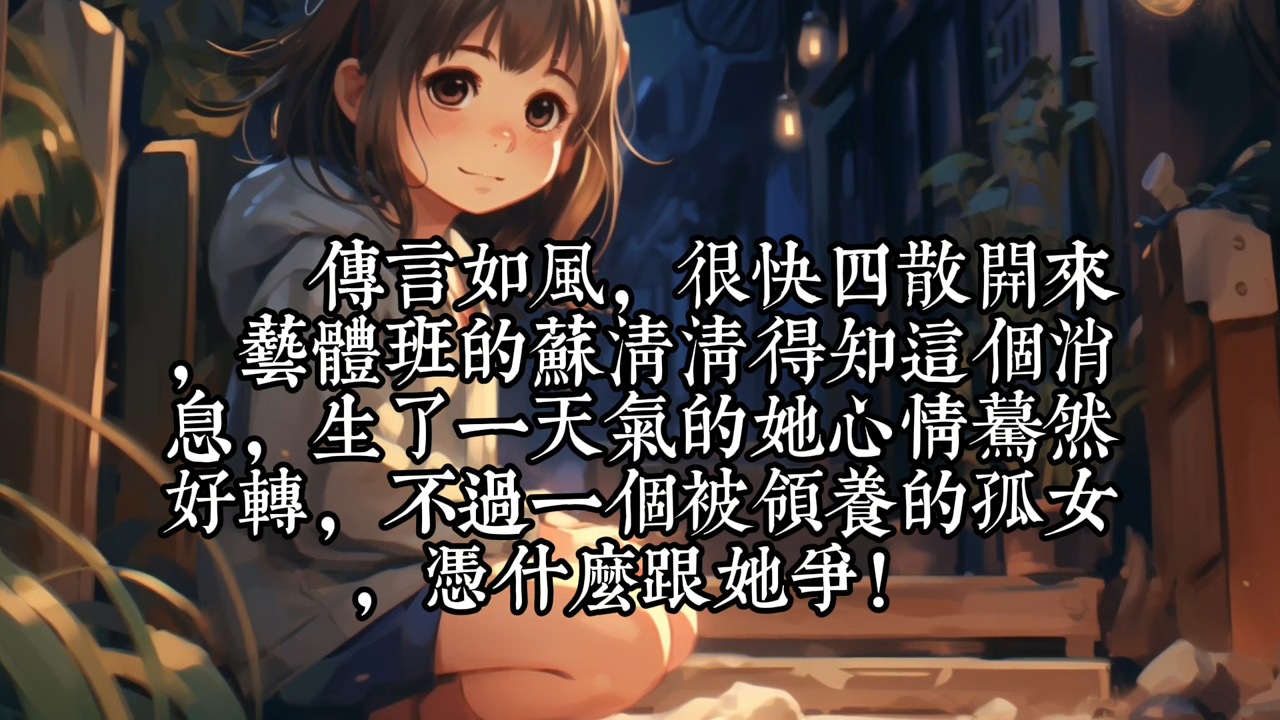 傳言如風，很快四散開來
，藝體班的蘇清清得知這個消
息，生了一天氣的她心情驀然
好轉，不過一個被領養的孤女
，憑什麼跟她爭！